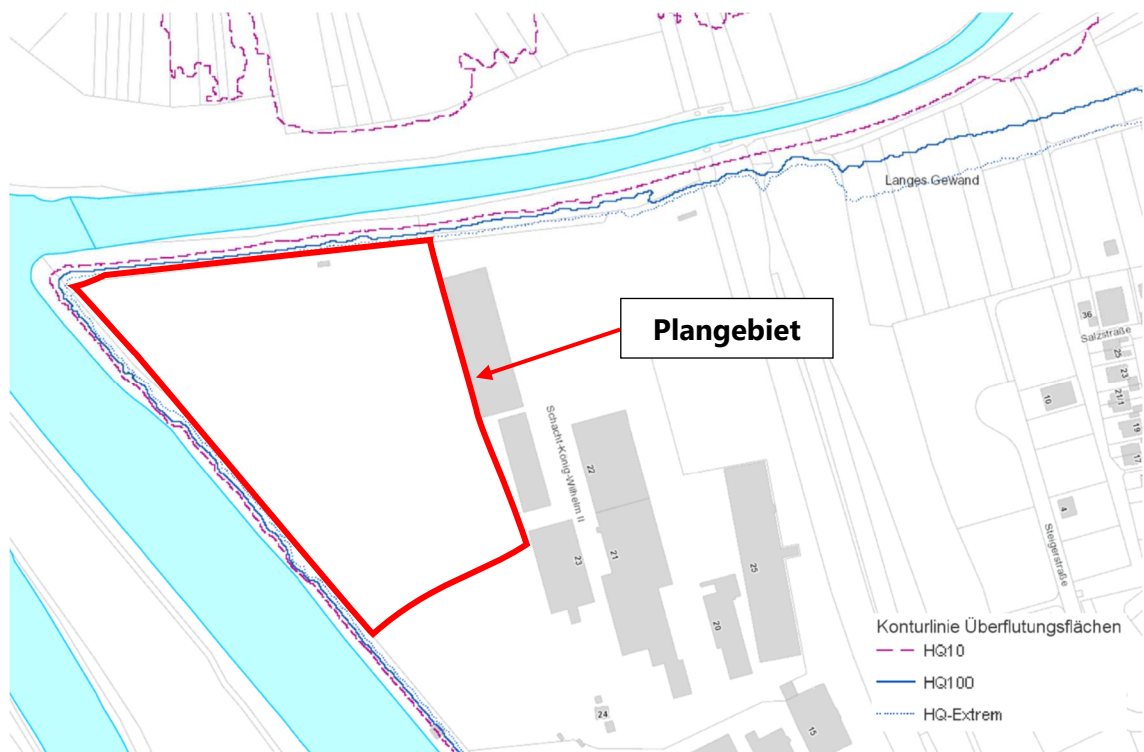 Langes Gewand
Plangebiet
36
Salzstraße
25
23
21/1
19
17
10
4
Steigerstraße
Schacht-König-Wilhelm II
22
21
23
25
20
24
15
Konturlinie Überflutungsflächen
HQ10
HQ100
HQ-Extrem